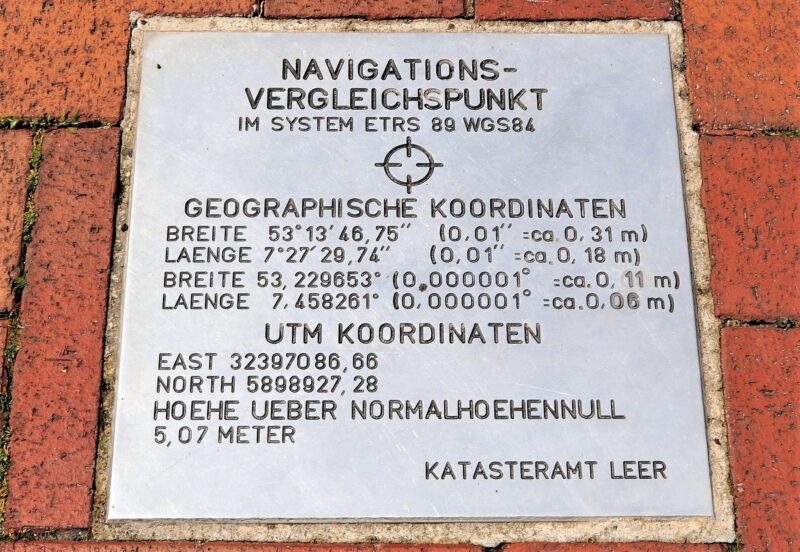 NAVIGATIONS-
VERGLEICHSPUNKT
IM SYSTEM ETRS 89 WGS84
GEOGRAPHISCHE KOORDINATEN
BREITE 53°13'46,75" (0,01" =ca.0,31 m)
LAENGE 7°27'29,74" (0,01" =ca.0,18 m)
BREITE 53,229653° (0.000001° =ca.0,11 m)
LAENGE 7,458261° (0,000001° =ca.0,06 m)
UTM KOORDINATEN
EAST 32397086,66
NORTH 5898927,28
HOEHE UEBER NORMALHOEHENNULL
5,07 METER
KATASTERAMT LEER